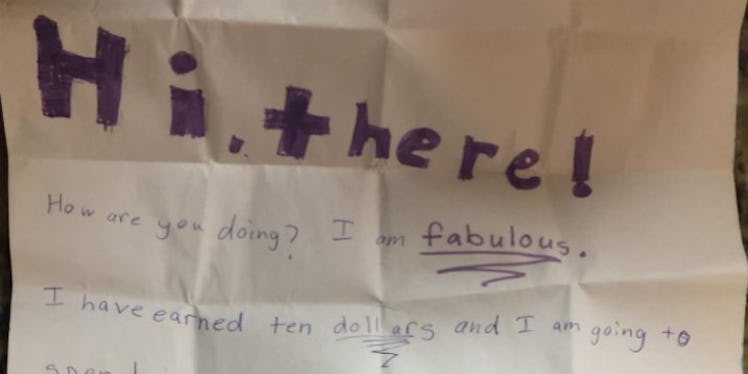 Hi, there!
How are you doing? I am fabulous.
I have earned ten dollars and I am going to